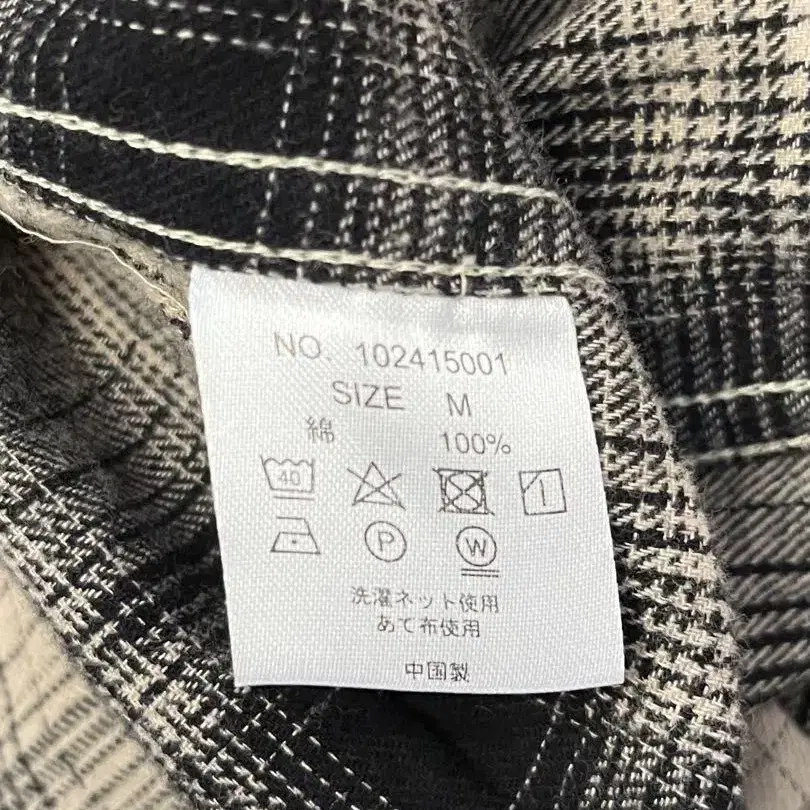 NO 102415001
SIZE M
綿 100%
40
P W
洗濯ネット使用
あて布使用
中国製